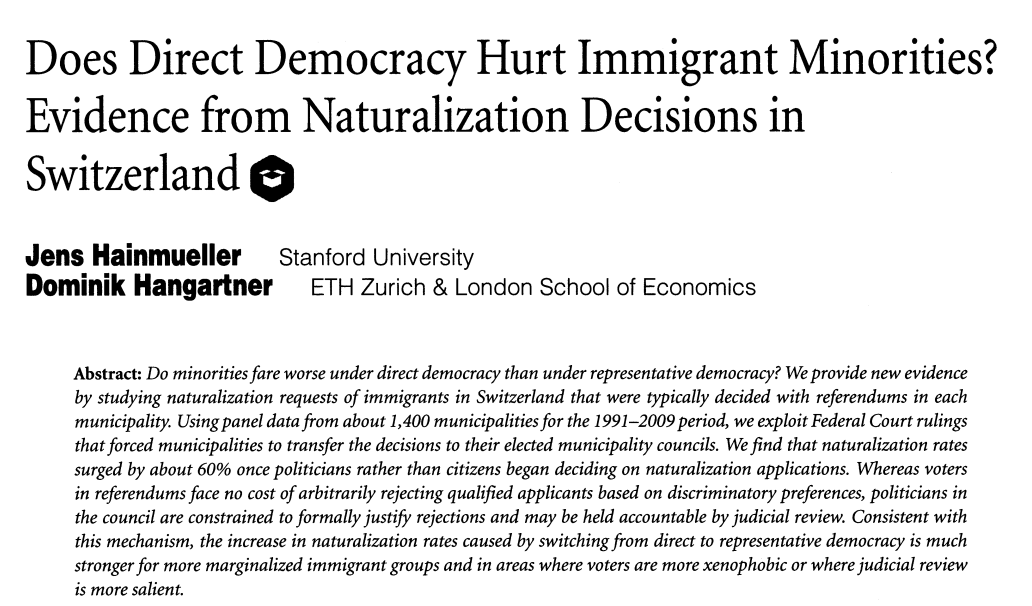 Does Direct Democracy Hurt Immigrant Minorities?
Evidence from Naturalization Decisions in
Switzerland
Jens Hainmueller Stanford University
Dominik Hangartner ETH Zurich & London School of Economics
Abstract: Do minorities fare worse under direct democracy than under representative democracy? We provide new evidence
by studying naturalization requests of immigrants in Switzerland that were typically decided with referendums in each
municipality. Using panel data from about 1,400 municipalities for the 1991–2009 period, we exploit Federal Court rulings
that forced municipalities to transfer the decisions to their elected municipality councils. We find that naturalization rates
surged by about 60% once politicians rather than citizens began deciding on naturalization applications. Whereas voters
in referendums face no cost of arbitrarily rejecting qualified applicants based on discriminatory preferences, politicians in
the council are constrained to formally justify rejections and may be held accountable by judicial review. Consistent with
this mechanism, the increase in naturalization rates caused by switching from direct to representative democracy is much
stronger for more marginalized immigrant groups and in areas where voters are more xenophobic or where judicial review
is more salient.